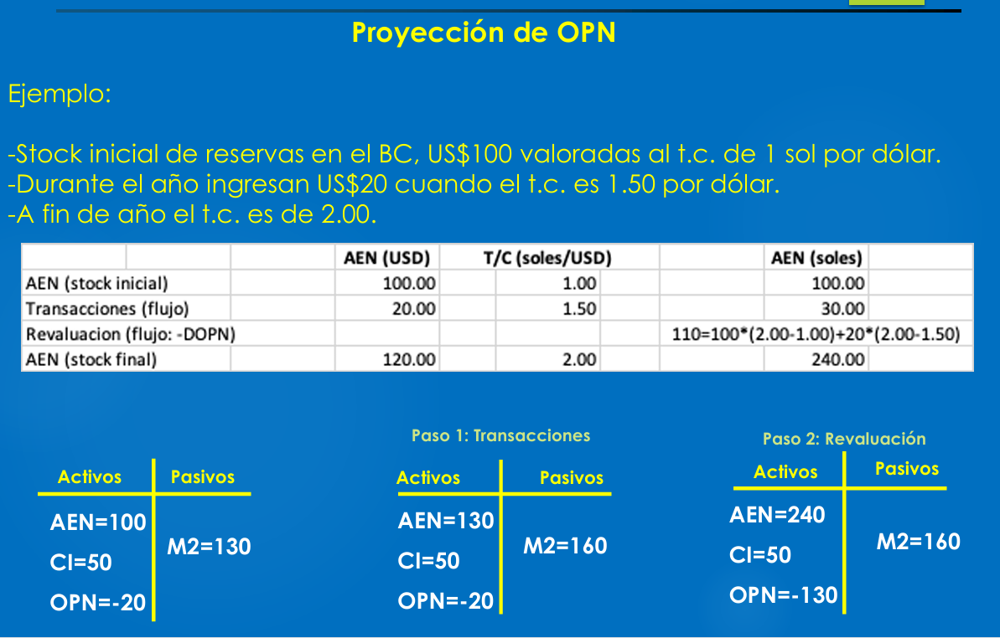 Proyección de OPN
Ejemplo:
-Stock inicial de reservas en el BC, US$100 valoradas al t.c. de 1 sol por dólar.
-Durante el año ingresan US$20 cuando el t.c. es 1.50 por dólar.
-A fin de año el t.c. es de 2.00.
AEN (USD) T/C (soles/USD) AEN (soles)
AEN (stock inicial) 100.00 1.00 100.00
Transacciones (flujo) 20.00 1.50 30.00
Revaluacion (flujo: -DOPN) 110=100*(2.00-1.00)+20*(2.00-1.50)
AEN (stock final) 120.00 2.00 240.00
Activos Pasivos
AEN=100
M2=130
CI=50
OPN=-20
Paso 1: Transacciones
Activos Pasivos
AEN=130
M2=160
CI=50
OPN=-20
Paso 2: Revaluación
Activos Pasivos
AEN=240
M2=160
CI=50
OPN=-130